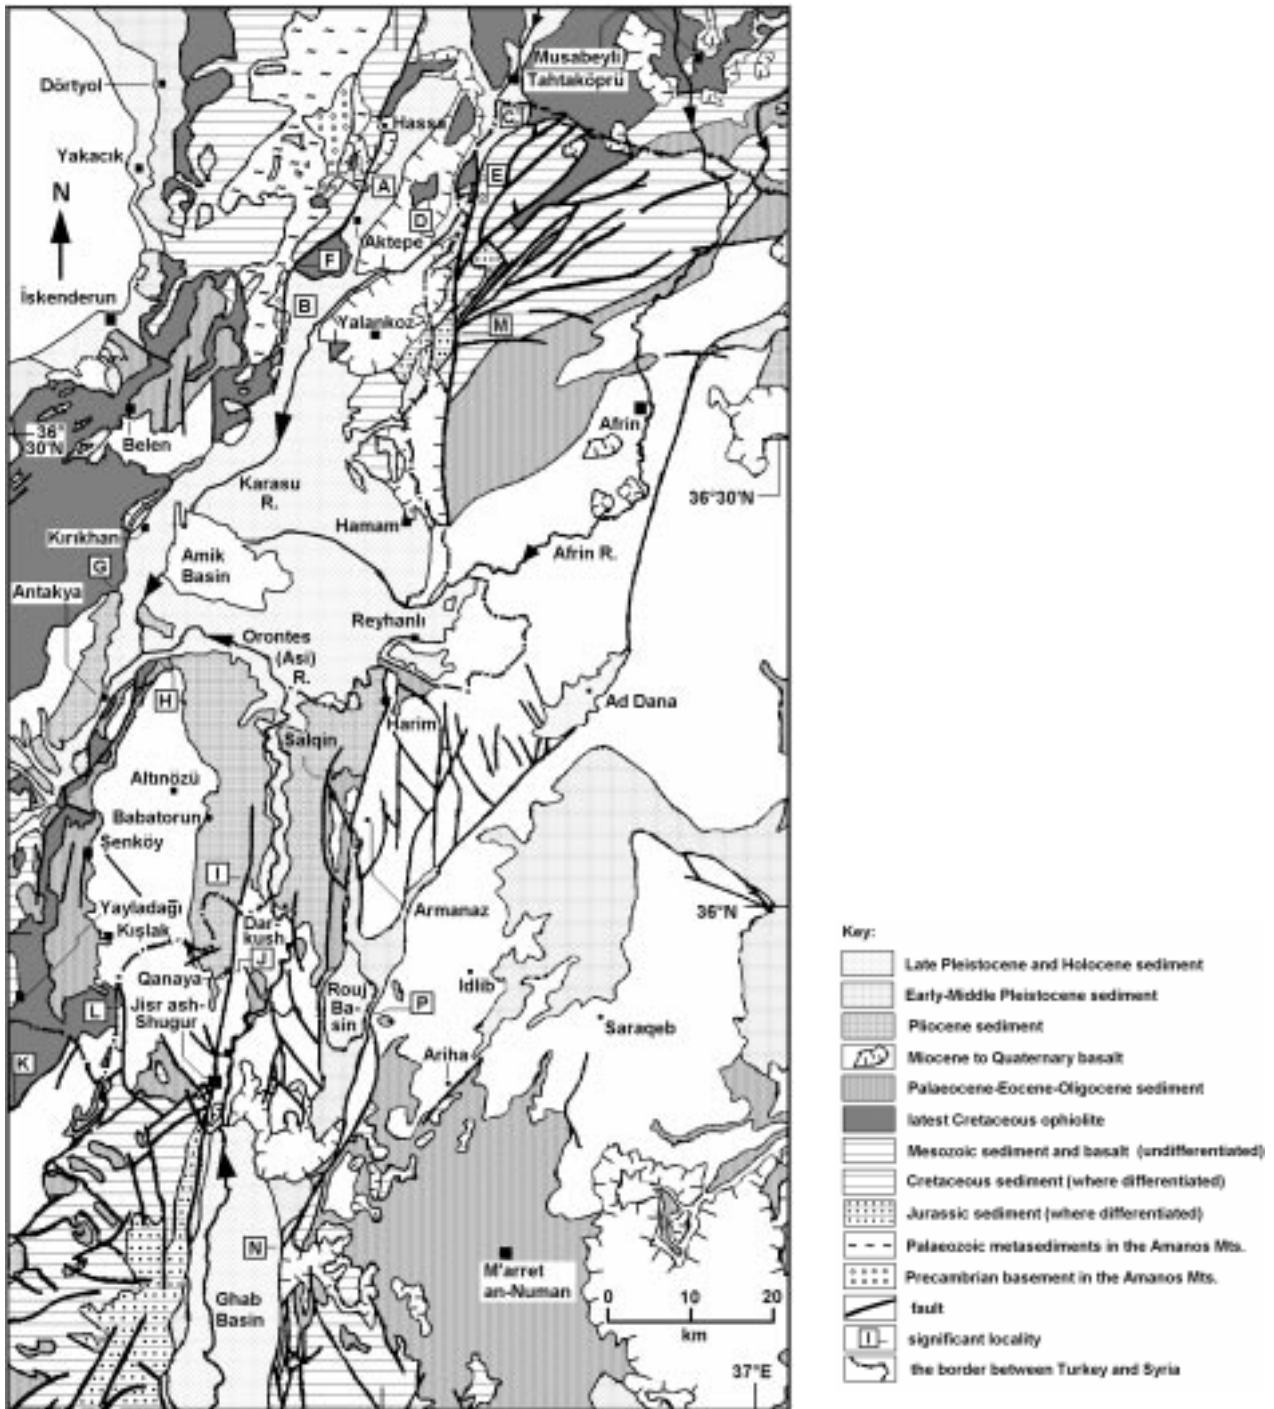 Musabeyli
Tahtaköprü
Dörtyol
C
Hassa
Yakacık
E
A
N
D
Aktepe
F
İskenderun
B
Yalankoz
M
Afrin
36°
30'N
Belen
Karasu
R.
36°30'N
Hamam
Kırıkhan
Amik
Basin
Afrin R.
G
Antakya
Reyhanlı
Orontes
(Asi)
R.
H
Ad Dana
Harim
Salqin
Altınözü
Babatorun
Şenköy
I
Armanaz
36°N
Yayladağı
Kışlak
Dar-
kush
J
Qanaya
Idlib
Rouj
Ba-
sin
P
L
Jisr ash-
Shugur
Saraqeb
Ariha
K
N
M'arret
an-Numan
Ghab
Basin
0 10 20
km
37°E
Key:
Late Pleistocene and Holocene sediment
Early-Middle Pleistocene sediment
Pliocene sediment
Miocene to Quaternary basalt
Palaeocene-Eocene-Oligocene sediment
latest Cretaceous ophiolite
Mesozoic sediment and basalt (undifferentiated)
Cretaceous sediment (where differentiated)
Jurassic sediment (where differentiated)
Palaeozoic metasediments in the Amanos Mts.
Precambrian basement in the Amanos Mts.
fault
I significant locality
the border between Turkey and Syria